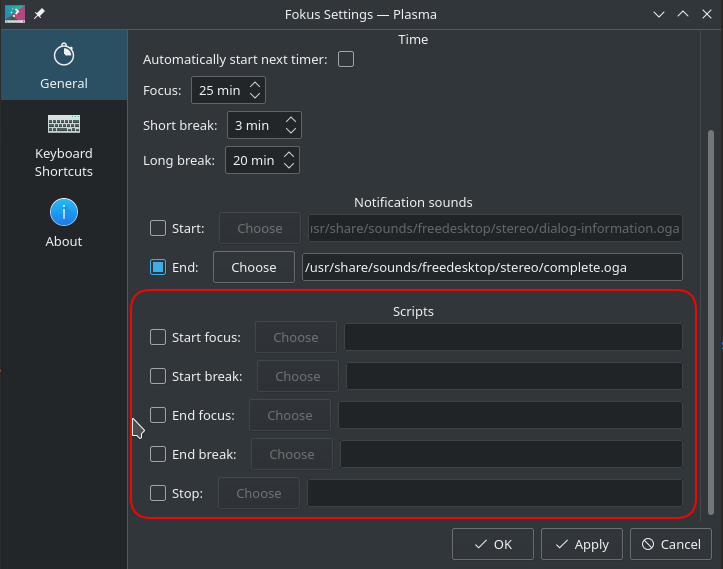 Fokus Settings — Plasma
General
Keyboard
Shortcuts
About
Time
Automatically start next timer:
Focus: 25 min
Short break: 3 min
Long break: 20 min
Notification sounds
Start: Choose usr/share/sounds/freedesktop/stereo/dialog-information.oga
End: Choose /usr/share/sounds/freedesktop/stereo/complete.oga
Scripts
Start focus: Choose
Start break: Choose
End focus: Choose
End break: Choose
Stop: Choose
OK Apply Cancel